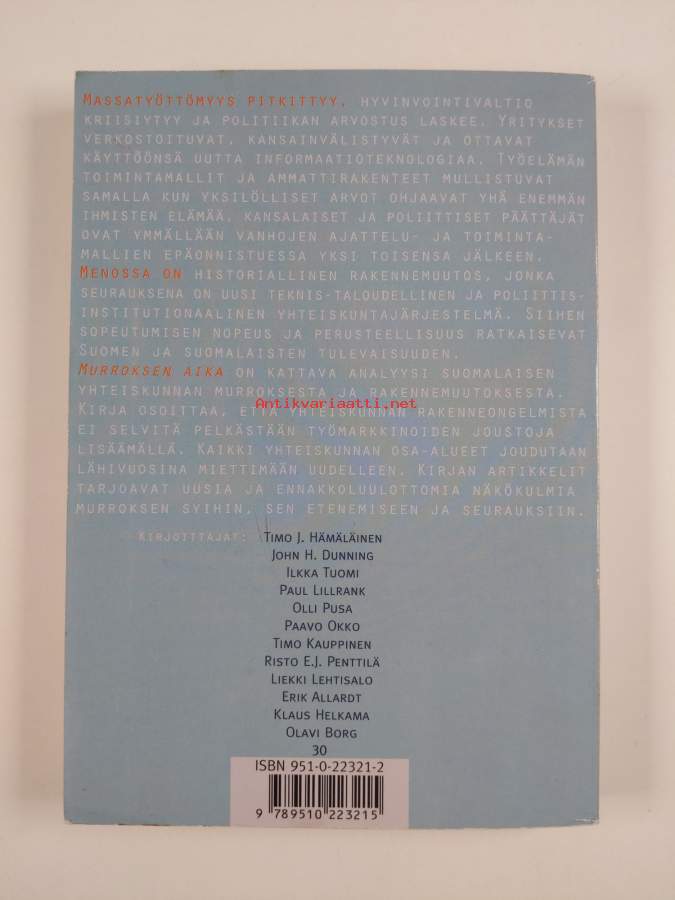 Massatyöttömyys pitkittyy, hyvinvointivaltio
kriisiytyy ja politiikan arvostus laskee. Yritykset
verkostoituvat, kansainvälistyvät ja ottavat
käyttöönsä uutta informaatioteknologiaa. Työelämän
toimintamallit ja ammattirakenteet mullistuvat
samalla kun yksilölliset arvot ohjaavat yhä enemmän
ihmisten elämää. kansalaiset ja poliittiset päättäjät
ovat ymmällään vanhojen ajattelu- ja toiminta-
mallien epäonnistuessa yksi toisensa jälkeen.
Menossa on historiallinen rakennemuutos, jonka
seurauksena on uusi teknis-taloudellinen ja poliittis-
institutionaalinen yhteiskuntajärjestelmä. Siihen
sopeutumisen nopeus ja perusteellisuus ratkaisevat
Suomen ja suomalaisten tulevaisuuden.
Murroksen aika on kattava analyysi suomalaisen
yhteiskunnan murroksesta ja rakennemuutoksesta.
Kirja osoittaa, että yhteiskunnan rakenneongelmista
Antikvariaatti.net
ei selvitä pelkästään työmarkkinoiden joustoja
lisäämällä. Kaikki yhteiskunnan osa-alueet joudutaan
lähivuosina miettimään uudelleen. Kirjan artikkelit
tarjoavat uusia ja ennakkoluulottomia näkökulmia
murroksen syihin, sen etenemiseen ja seurauksiin.
Kirjoittajat: Timo J. Hämäläinen
John H. Dunning
Ilkka Tuomi
Paul Lillrank
Olli Pusa
Paavo Okko
Timo Kauppinen
Risto E.J. Penttilä
Liekki Lehtisalo
Erik Allardt
Klaus Helkama
Olavi Borg
30
ISBN 951-0-22321-2
9 789510 223215